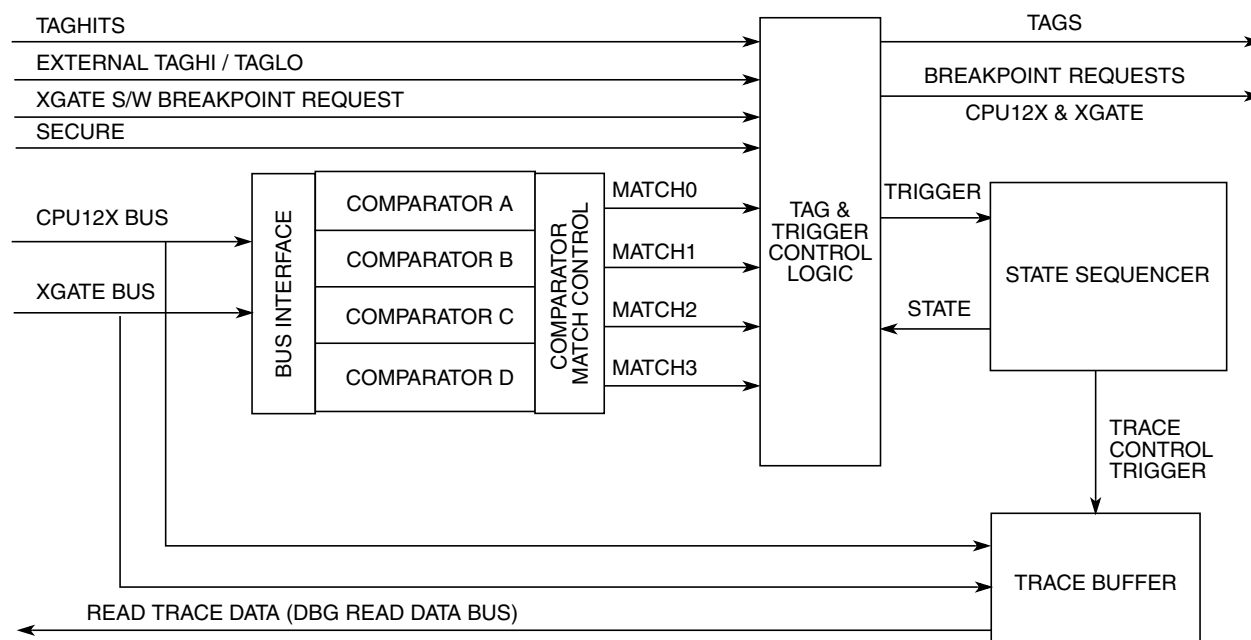 TAGHITS
EXTERNAL TAGHI / TAGLO
XGATE S/W BREAKPOINT REQUEST
SECURE
TAGS
BREAKPOINT REQUESTS
CPU12X & XGATE
CPU12X BUS
XGATE BUS
BUS INTERFACE
COMPARATOR A
COMPARATOR B
COMPARATOR C
COMPARATOR D
COMPARATOR
MATCH CONTROL
MATCH0
MATCH1
MATCH2
MATCH3
TAG &
TRIGGER
CONTROL
LOGIC
TRIGGER
STATE
STATE SEQUENCER
TRACE
CONTROL
TRIGGER
TRACE BUFFER
READ TRACE DATA (DBG READ DATA BUS)